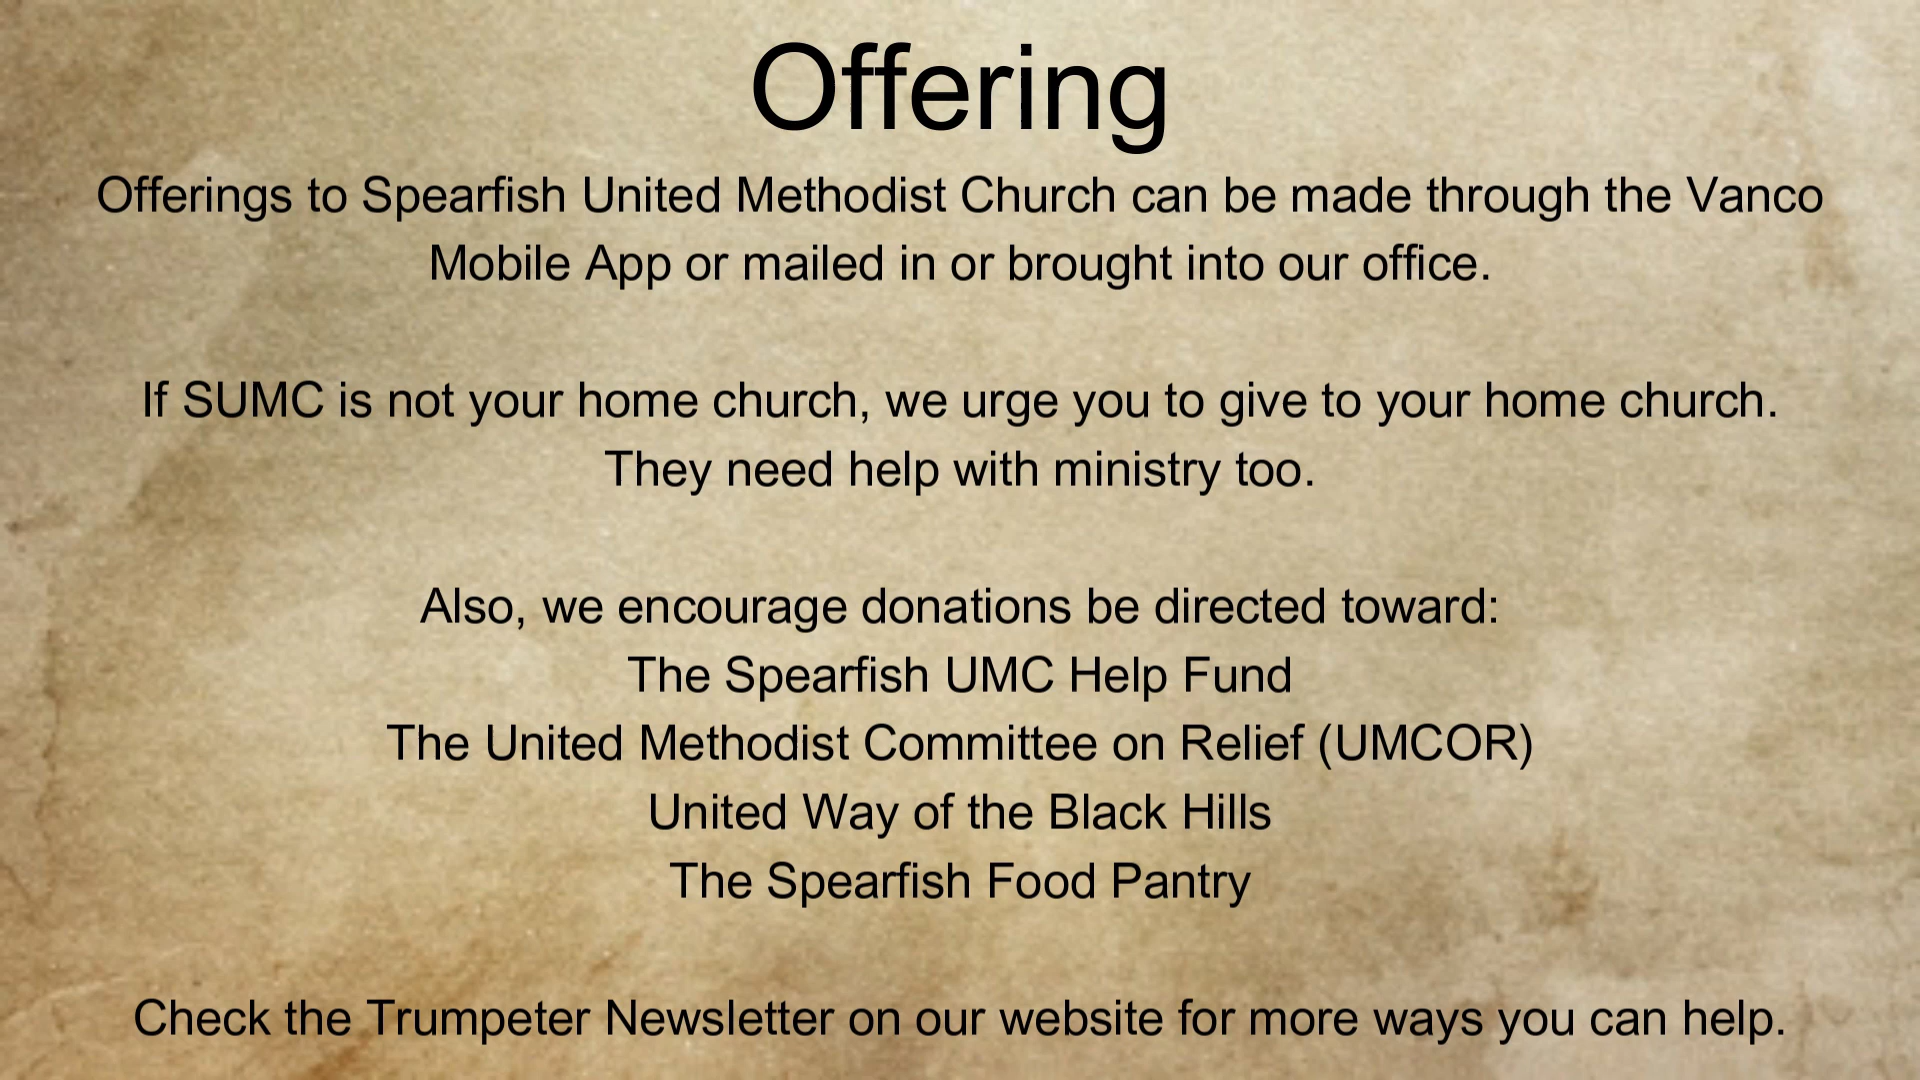 Offering
Offerings to Spearfish United Methodist Church can be made through the Vanco
Mobile App or mailed in or brought into our office.
If SUMC is not your home church, we urge you to give to your home church.
They need help with ministry too.
Also, we encourage donations be directed toward:
The Spearfish UMC Help Fund
The United Methodist Committee on Relief (UMCOR)
United Way of the Black Hills
The Spearfish Food Pantry
Check the Trumpeter Newsletter on our website for more ways you can help.